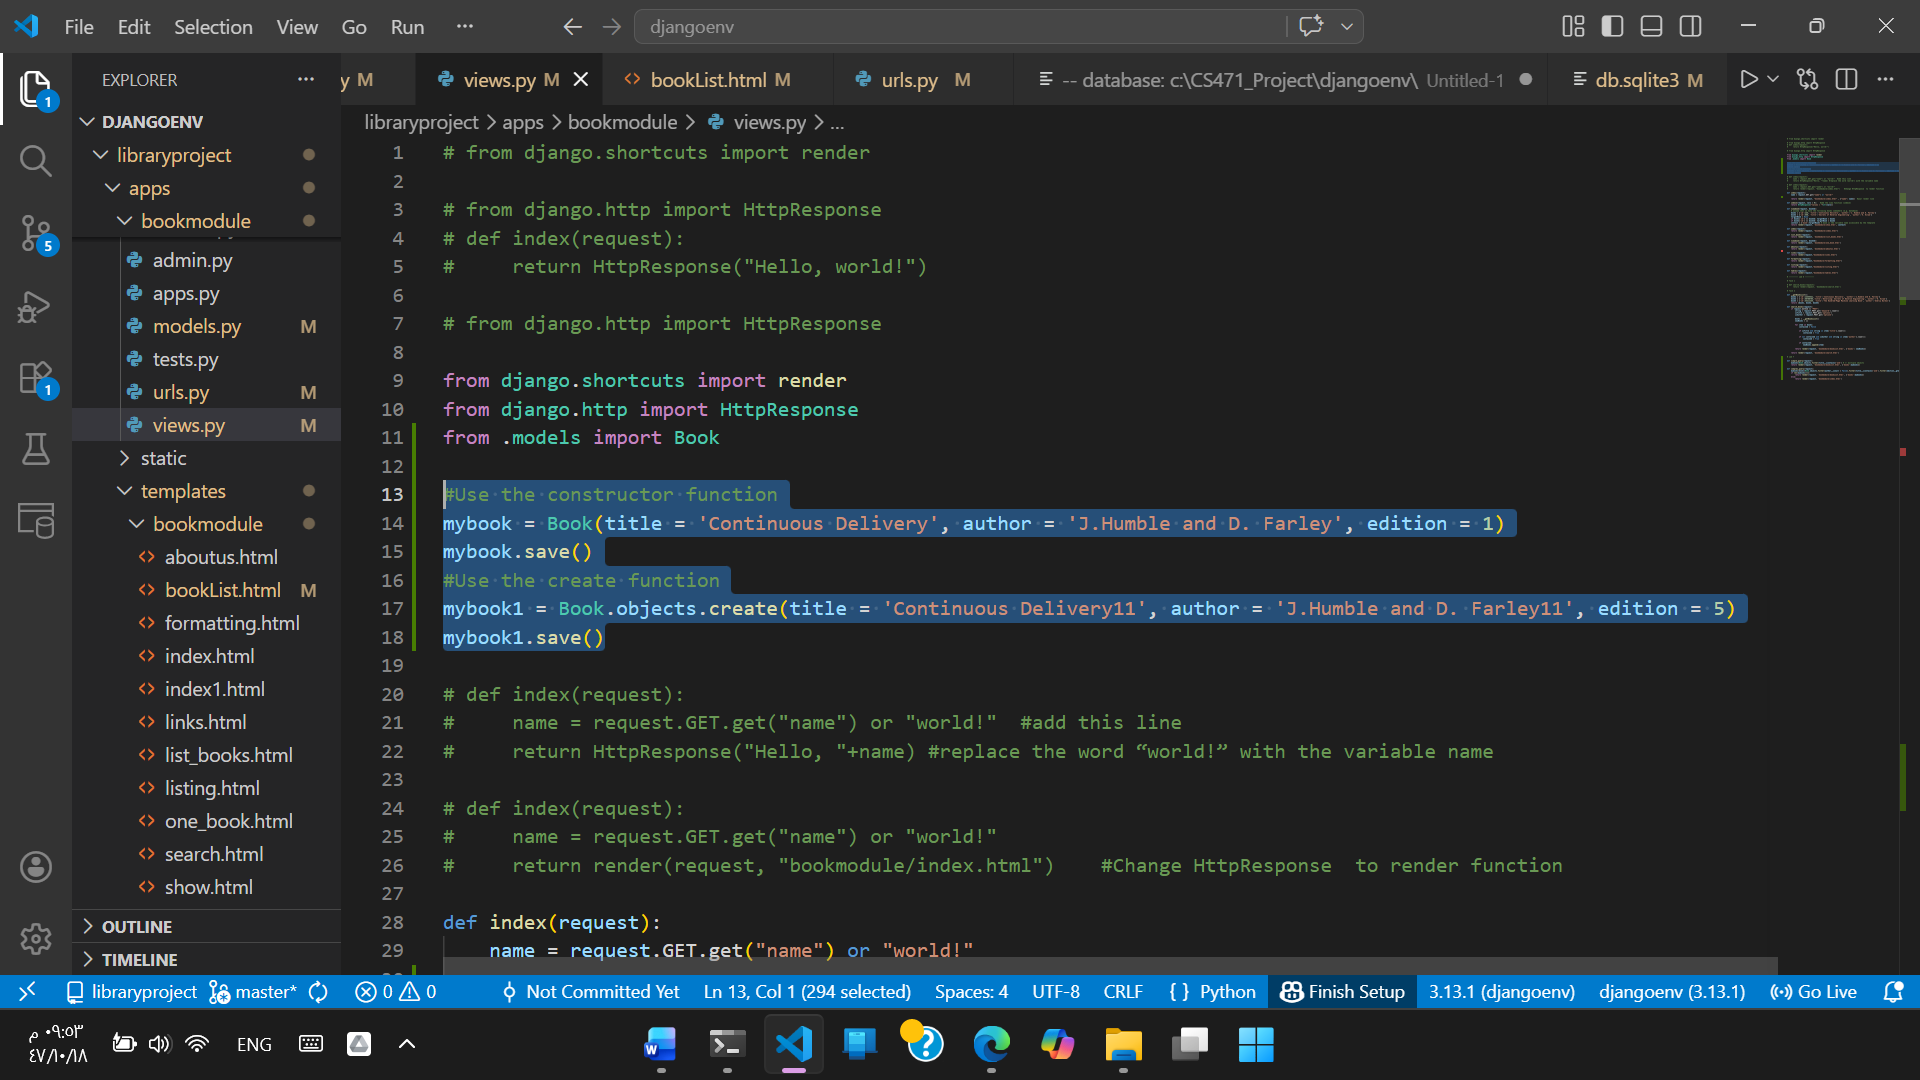 File Edit Selection View Go Run ··· djangoenv
EXPLORER ···
y M views.py M bookList.html M urls.py M -- database: c:\CS471_Project\djangoenv\ Untitled-1 db.sqlite3 M
libraryproject > apps > bookmodule > views.py > ...
DJANGOENV
libraryproject
apps
bookmodule
admin.py
apps.py
models.py M
tests.py
urls.py M
views.py M
static
templates
bookmodule
aboutus.html
bookList.html M
formatting.html
index.html
index1.html
links.html
list_books.html
listing.html
one_book.html
search.html
show.html
OUTLINE
TIMELINE
1
5
1
1 # from django.shortcuts import render
2
3 # from django.http import HttpResponse
4 # def index(request):
5 #     return HttpResponse("Hello, world!")
6
7 # from django.http import HttpResponse
8
9 from django.shortcuts import render
10 from django.http import HttpResponse
11 from .models import Book
12
13 #Use the constructor function
14 mybook = Book(title = 'Continuous Delivery', author = 'J.Humble and D. Farley', edition = 1)
15 mybook.save()
16 #Use the create function
17 mybook1 = Book.objects.create(title = 'Continuous Delivery11', author = 'J.Humble and D. Farley11', edition = 5)
18 mybook1.save()
19
20 # def index(request):
21 #     name = request.GET.get("name") or "world!"  #add this line
22 #     return HttpResponse("Hello, "+name) #replace the word “world!” with the variable name
23
24 # def index(request):
25 #     name = request.GET.get("name") or "world!"
26 #     return render(request, "bookmodule/index.html")    #Change HttpResponse  to render function
27
28 def index(request):
29     name = request.GET.get("name") or "world!"
libraryproject master* 0 0 Not Committed Yet Ln 13, Col 1 (294 selected) Spaces: 4 UTF-8 CRLF { } Python Finish Setup 3.13.1 (djangoenv) djangoenv (3.13.1) Go Live
٠٩:٥٣ م
٤٧/١٠/١٨
ENG